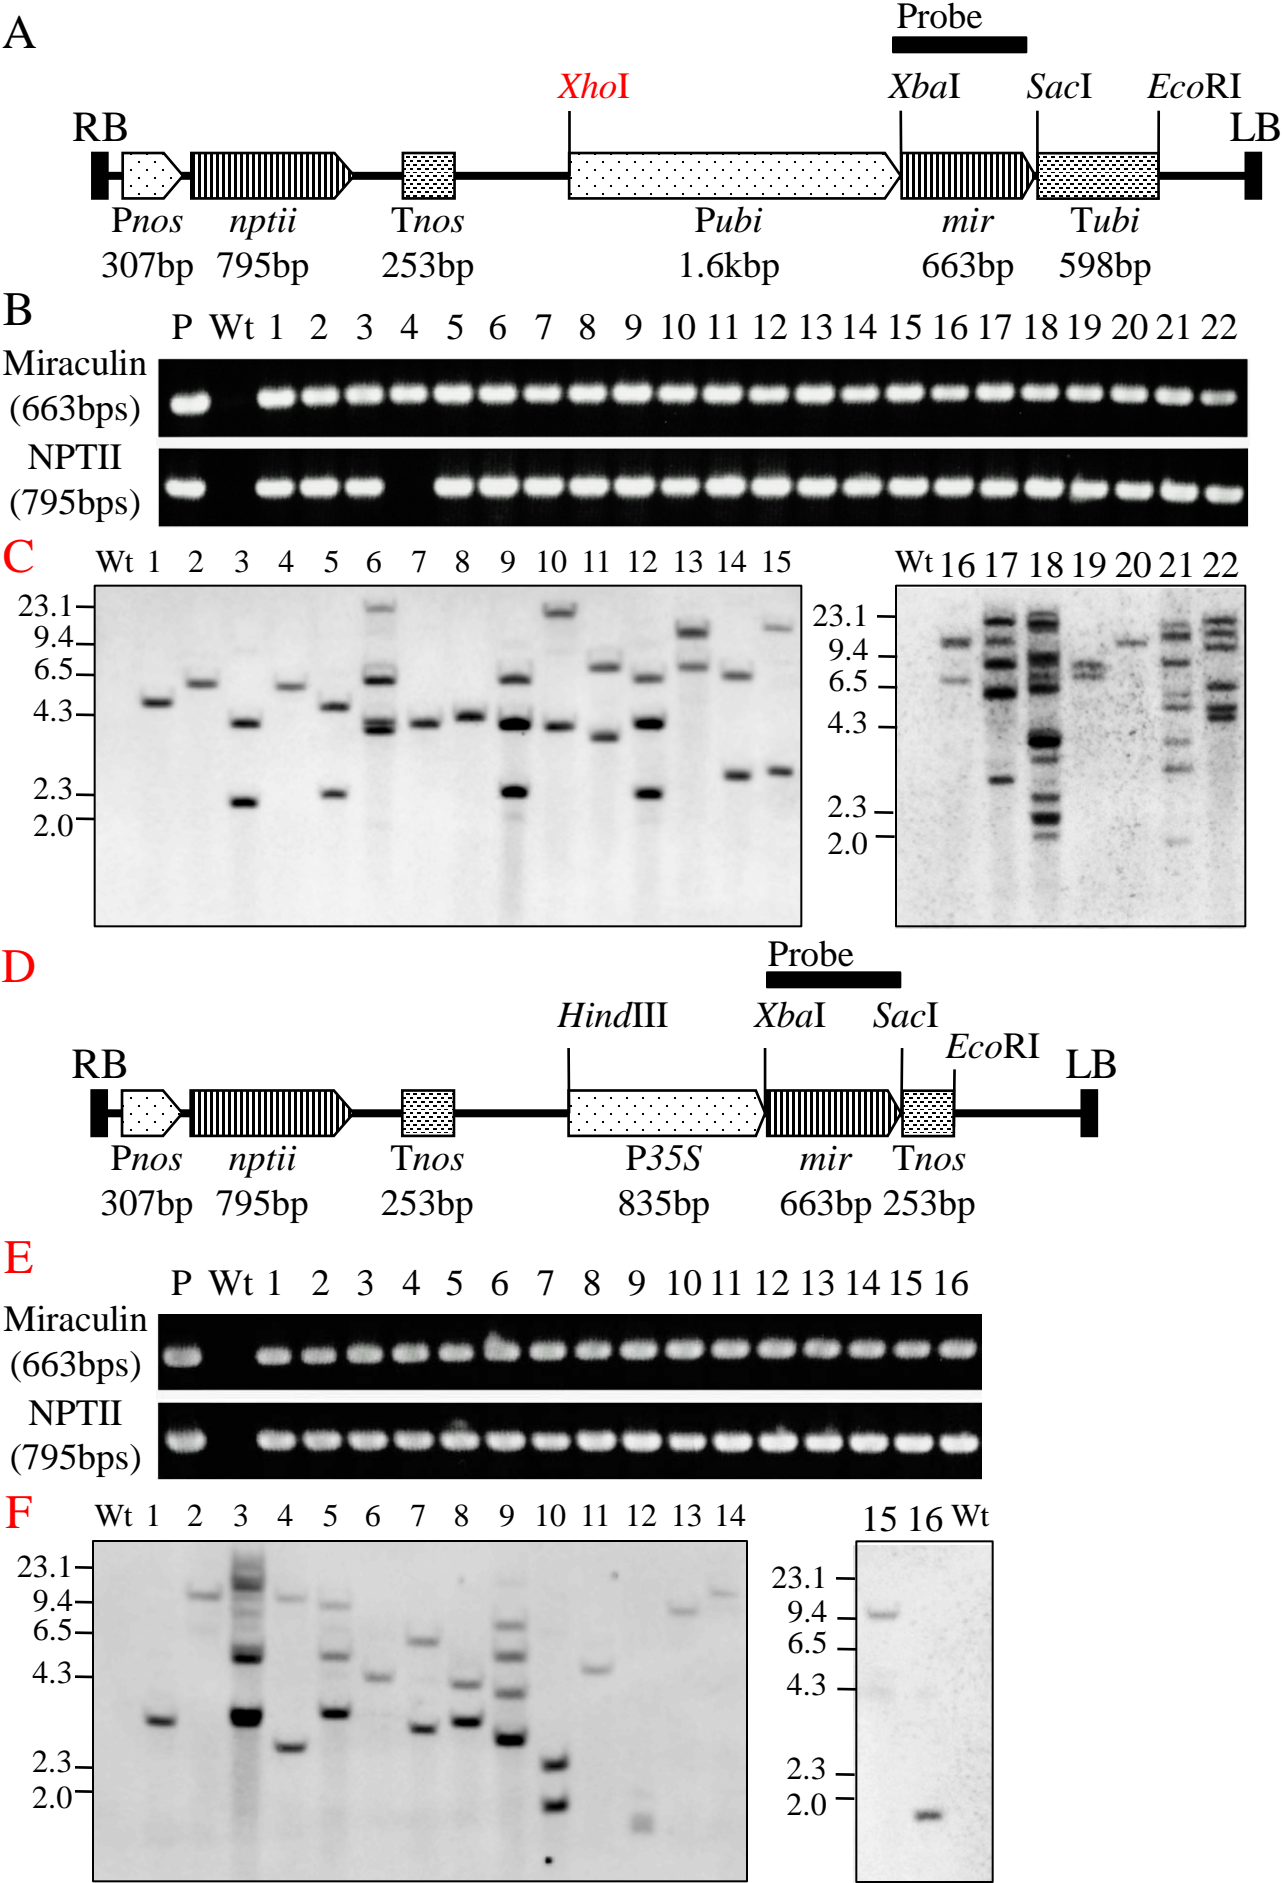 A
Probe
XhoI XbaI SacI EcoRI
RB LB
Pnos nptii Tnos Pubi mir Tubi
307bp 795bp 253bp 1.6kbp 663bp 598bp
B
P Wt 1 2 3 4 5 6 7 8 9 10 11 12 13 14 15 16 17 18 19 20 21 22
Miraculin
(663bps)
NPTII
(795bps)
C
Wt 1 2 3 4 5 6 7 8 9 10 11 12 13 14 15
23.1
9.4
6.5
4.3
2.3
2.0
Wt 16 17 18 19 20 21 22
23.1
9.4
6.5
4.3
2.3
2.0
D
Probe
HindIII XbaI SacI
EcoRI
RB LB
Pnos nptii Tnos P35S mir Tnos
307bp 795bp 253bp 835bp 663bp 253bp
E
P Wt 1 2 3 4 5 6 7 8 9 10 11 12 13 14 15 16
Miraculin
(663bps)
NPTII
(795bps)
F
Wt 1 2 3 4 5 6 7 8 9 10 11 12 13 14
23.1
9.4
6.5
4.3
2.3
2.0
15 16 Wt
23.1
9.4
6.5
4.3
2.3
2.0